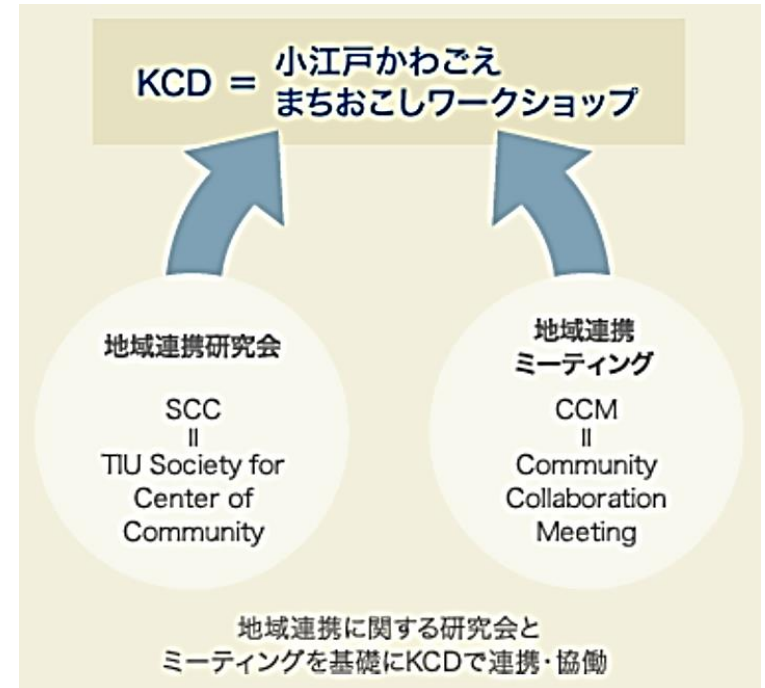 KCD = 小江戸かわごえ
まちおこしワークショップ
地域連携研究会
SCC
=
TIU Society for
Center of
Community
地域連携
ミーティング
CCM
=
Community
Collaboration
Meeting
地域連携に関する研究会と
ミーティングを基礎にKCDで連携・協働